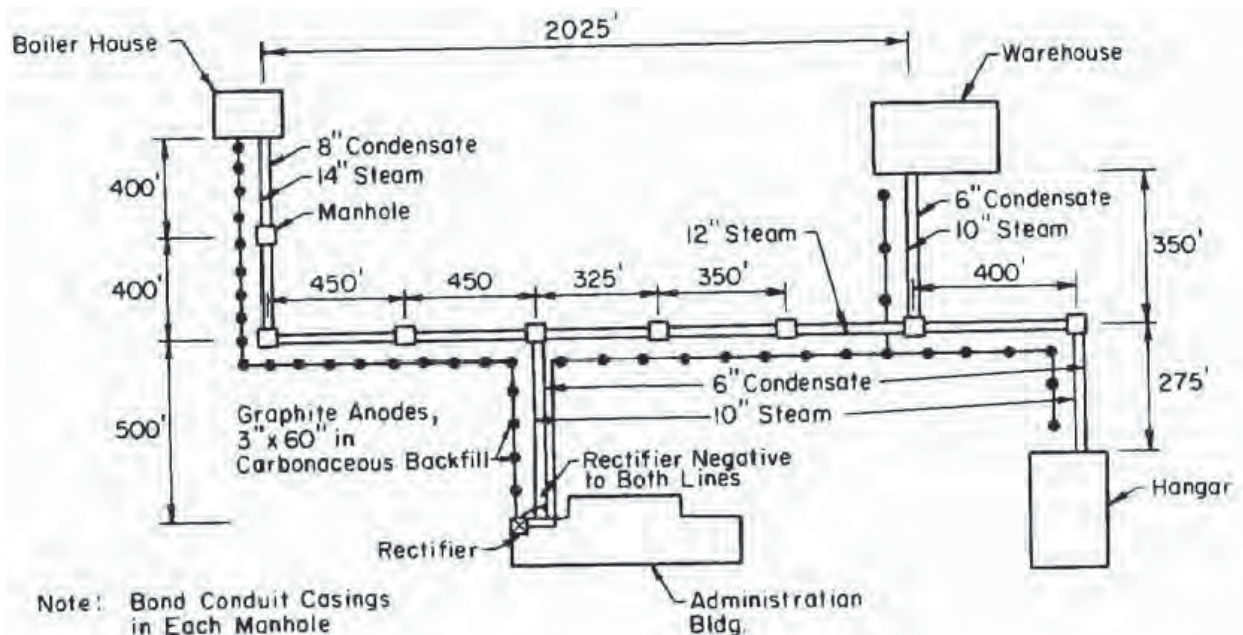 2025'
Boiler House
Warehouse
8" Condensate
14" Steam
Manhole
400'
400'
500'
6" Condensate
10" Steam
12" Steam
350'
450'
450
325'
350'
400'
275'
6" Condensate
10" Steam
Graphite Anodes,
3" x 60" in
Carbonaceous Backfill
Rectifier Negative
to Both Lines
Hangar
Rectifier
Administration
Bldg.
Note: Bond Conduit Casings
in Each Manhole